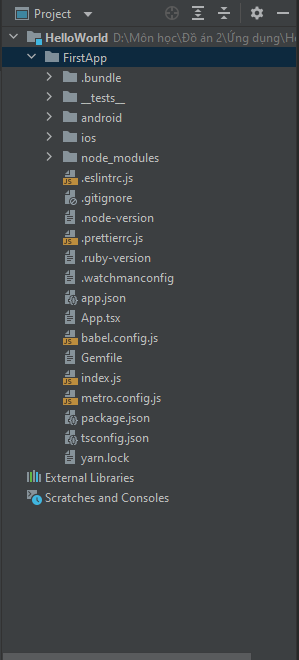 Project
HelloWorld D:\Môn học\Đồ án 2\Ứng dụng\He
FirstApp
.bundle
__tests__
android
ios
node_modules
.eslintrc.js
.gitignore
.node-version
.prettierrc.js
.ruby-version
.watchmanconfig
app.json
App.tsx
babel.config.js
Gemfile
index.js
metro.config.js
package.json
tsconfig.json
yarn.lock
External Libraries
Scratches and Consoles